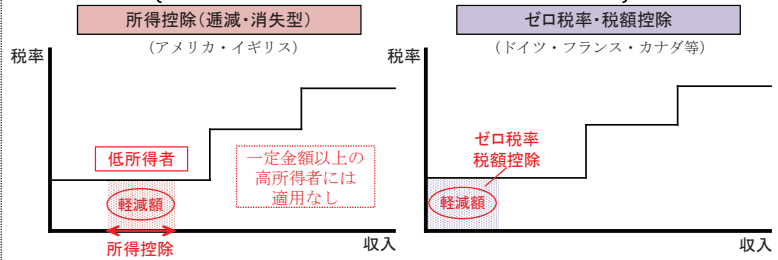 所得控除(逓減・消失型)
(アメリカ・イギリス)
税率
低所得者
一定金額以上の
高所得者には
適用なし
軽減額
所得控除
収入
ゼロ税率・税額控除
(ドイツ・フランス・カナダ等)
税率
ゼロ税率
税額控除
軽減額
収入